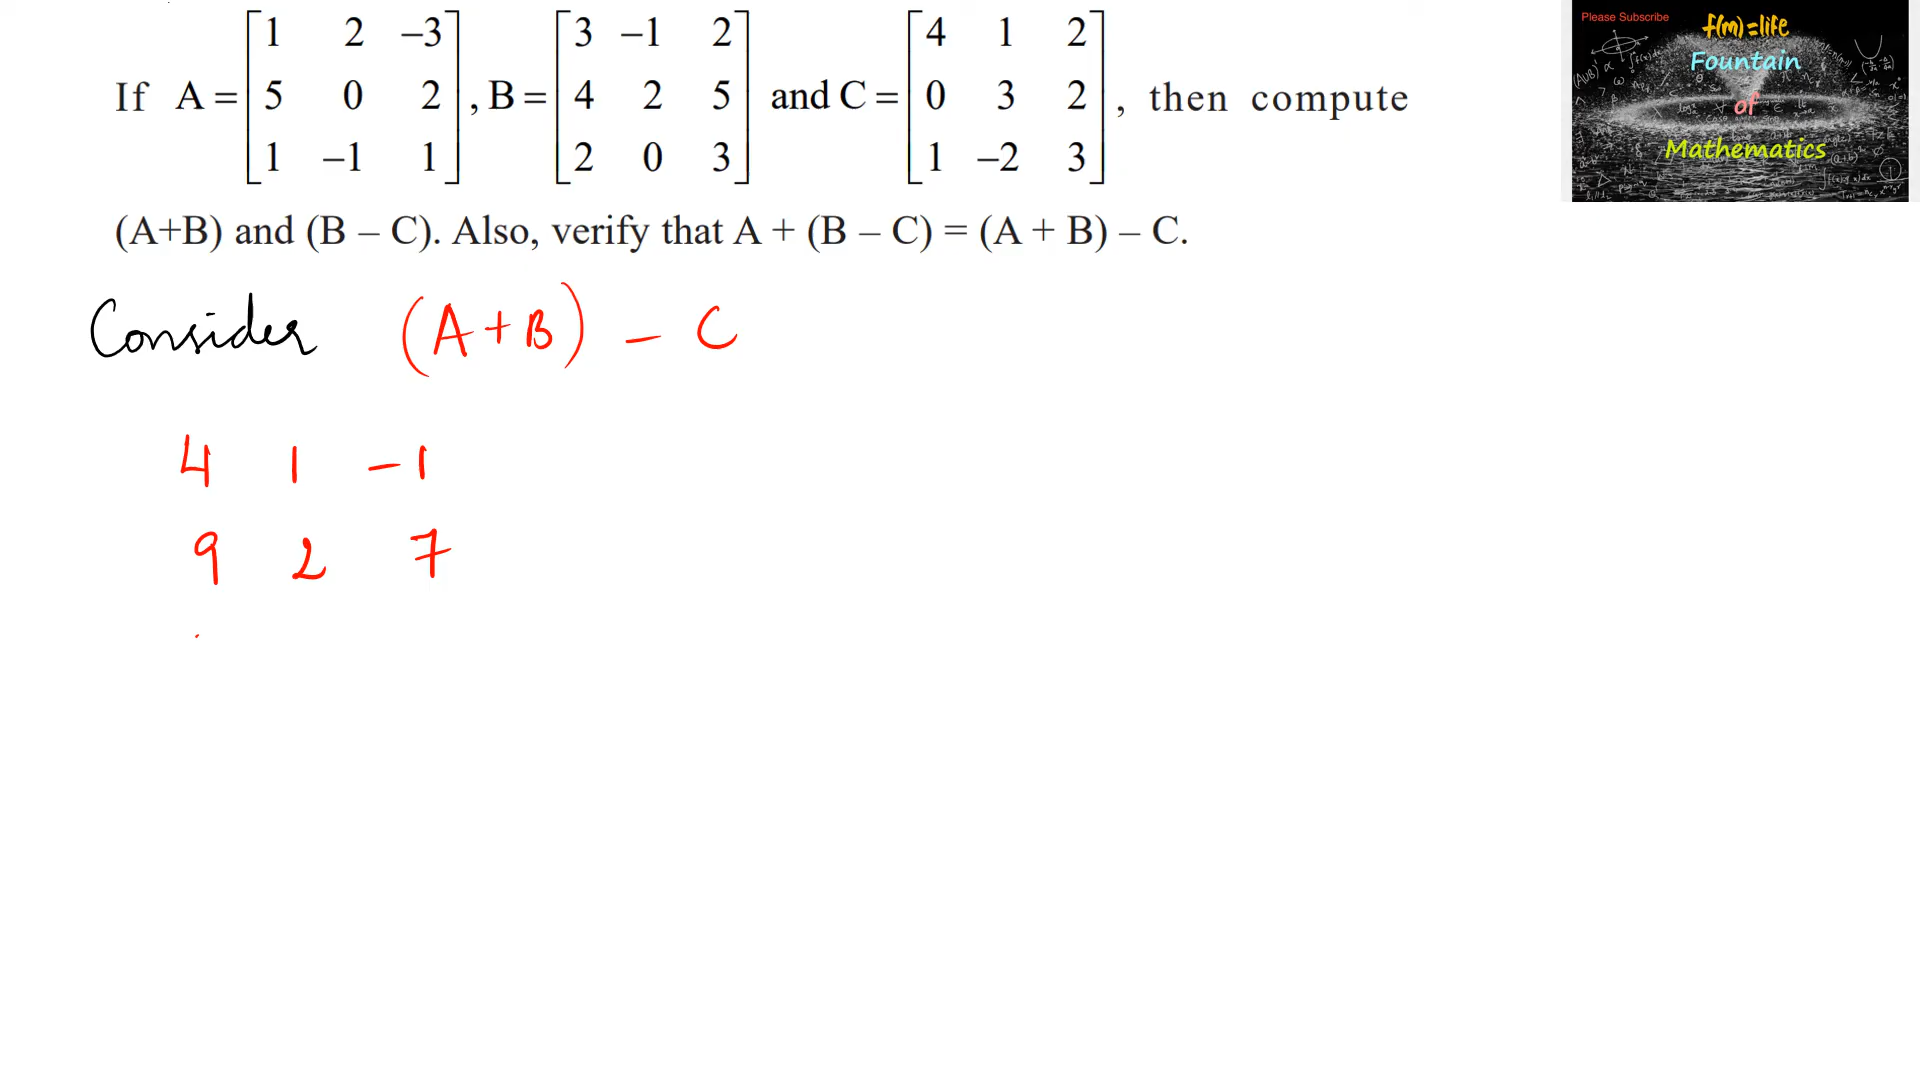 If A = [1 2 −3; 5 0 2; 1 −1 1], B = [3 −1 2; 4 2 5; 2 0 3] and C = [4 1 2; 0 3 2; 1 −2 3], then compute
(A+B) and (B – C). Also, verify that A + (B – C) = (A + B) – C.
Consider (A+B) – C
4 1 -1
9 2 7
Please Subscribe
f(m)=life
Fountain
of
Mathematics